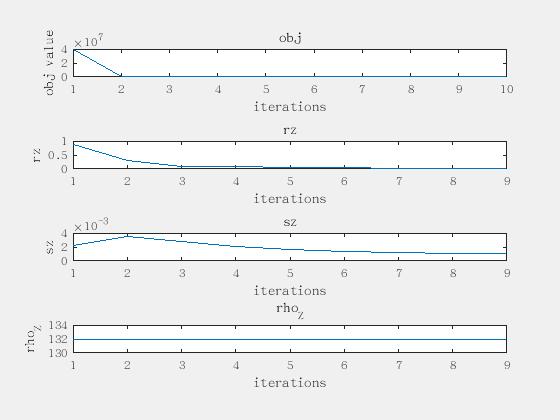 obj
×10⁷
obj value
4
2
0
1 2 3 4 5 6 7 8 9 10
iterations
rz
rz
1
0.5
0
1 2 3 4 5 6 7 8 9
iterations
sz
×10⁻³
sz
4
2
0
1 2 3 4 5 6 7 8 9
iterations
rho_z
rho_z
134
132
130
1 2 3 4 5 6 7 8 9
iterations